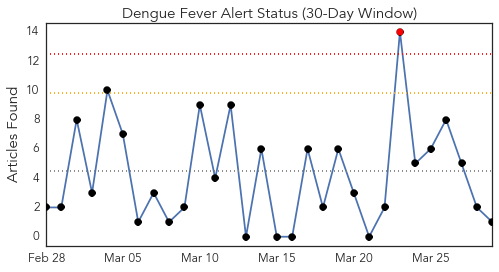 Dengue Fever Alert Status (30-Day Window)
Articles Found
14
12
10
8
6
4
2
0
Feb 28
Mar 05
Mar 10
Mar 15
Mar 20
Mar 25